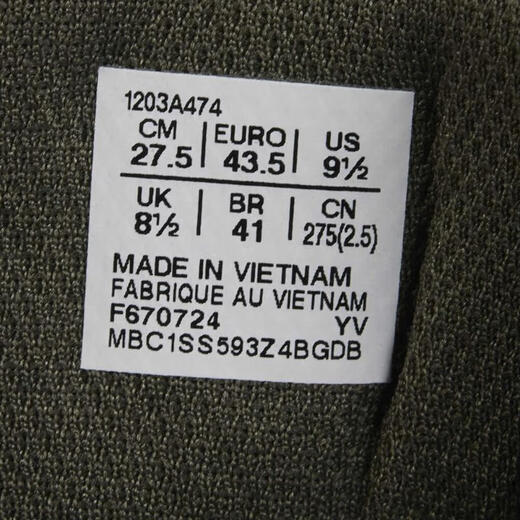 1203A474
CM EURO US
27.5 43.5 9½
UK BR CN
8½ 41 275(2.5)
MADE IN VIETNAM
FABRIQUE AU VIETNAM
F670724 YV
MBC1SS593Z4BGDB